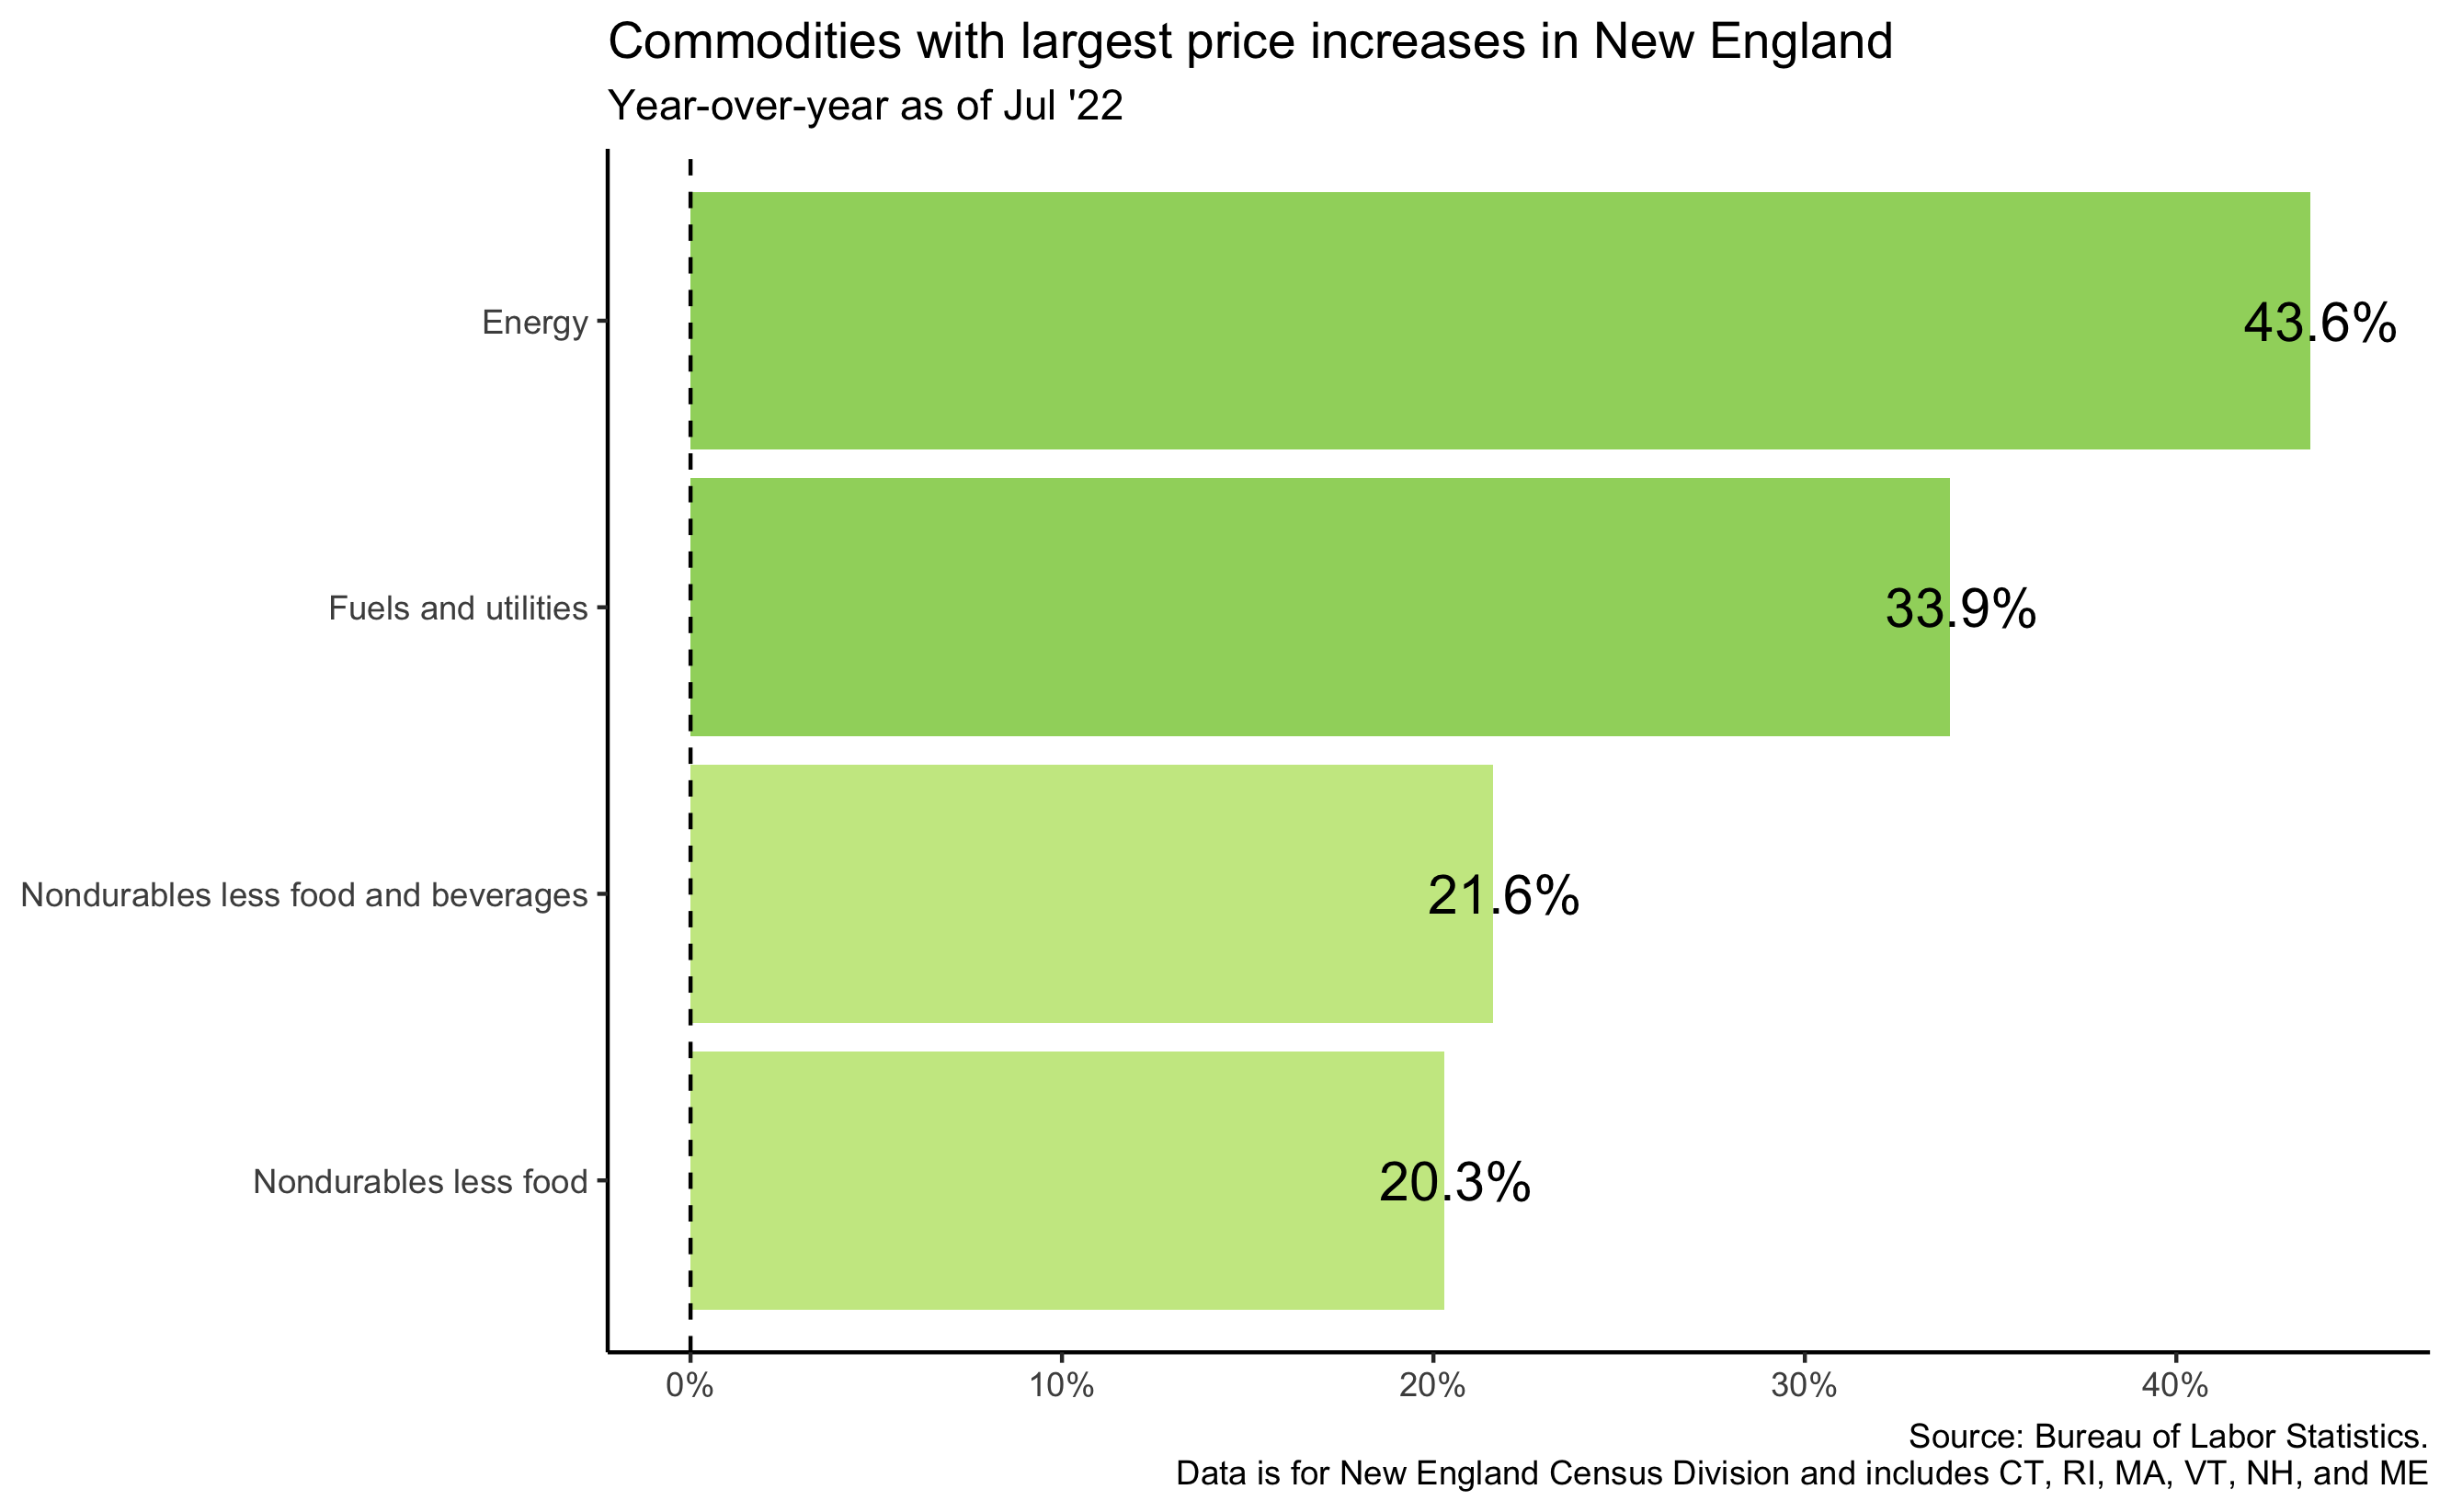 Commodities with largest price increases in New England
Year-over-year as of Jul '22
Energy
43.6%
Fuels and utilities
33.9%
Nondurables less food and beverages
21.6%
Nondurables less food
20.3%
0% 10% 20% 30% 40%
Source: Bureau of Labor Statistics.
Data is for New England Census Division and includes CT, RI, MA, VT, NH, and ME